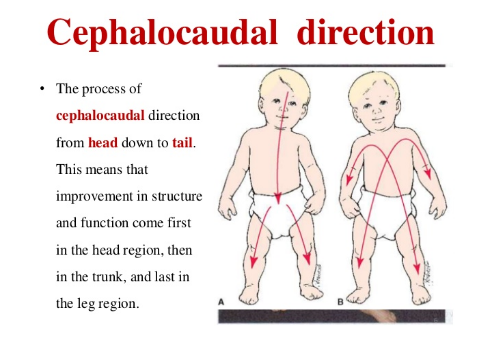 Cephalocaudal direction
• The process of
cephalocaudal direction
from head down to tail.
This means that
improvement in structure
and function come first
in the head region, then
in the trunk, and last in
the leg region.
A
B